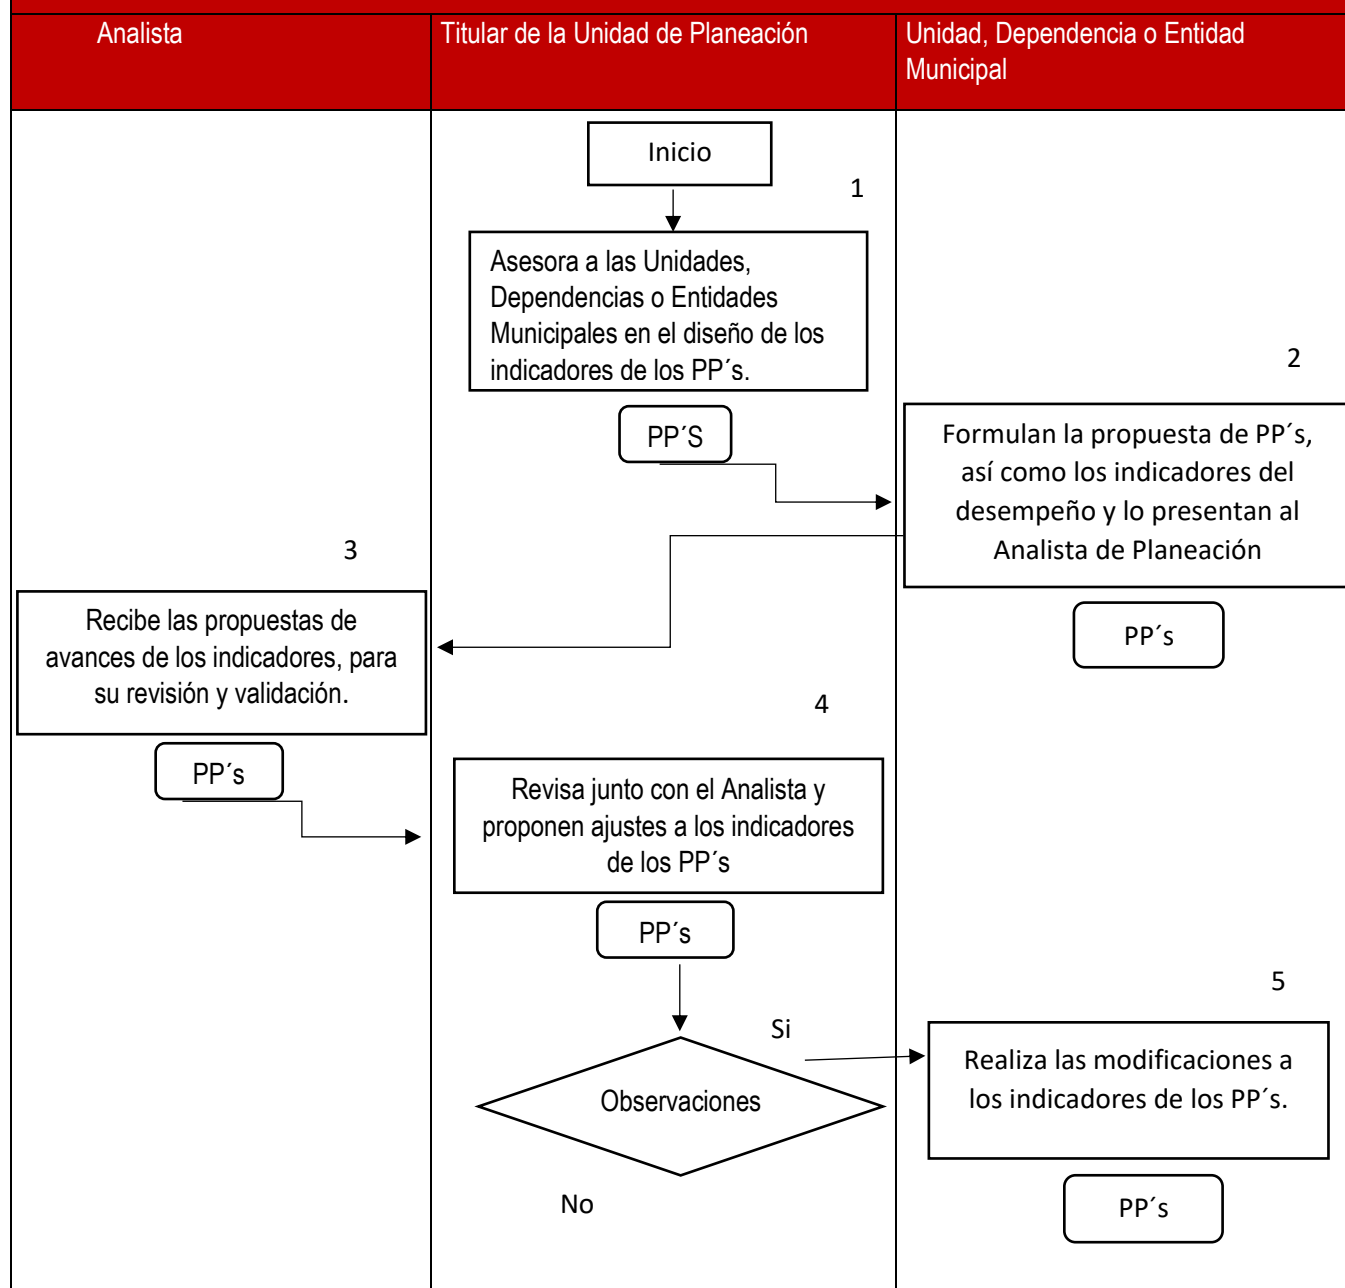 Analista
Titular de la Unidad de Planeación
Unidad, Dependencia o Entidad
Municipal
Inicio
1
Asesora a las Unidades,
Dependencias o Entidades
Municipales en el diseño de los
indicadores de los PP´s.
PP´S
2
Formulan la propuesta de PP´s,
así como los indicadores del
desempeño y lo presentan al
Analista de Planeación
PP´s
3
Recibe las propuestas de
avances de los indicadores, para
su revisión y validación.
PP´s
4
Revisa junto con el Analista y
proponen ajustes a los indicadores
de los PP´s
PP´s
Observaciones
Si
No
5
Realiza las modificaciones a
los indicadores de los PP´s.
PP´s